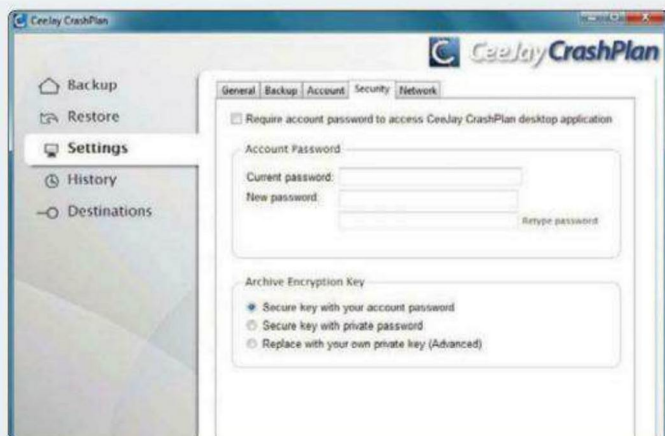 CeeJay CrashPlan
CeeJay CrashPlan
Backup
Restore
Settings
History
Destinations
General Backup Account Security Network
Require account password to access CeeJay CrashPlan desktop application
Account Password
Current password:
New password
Retype password
Archive Encryption Key
Secure key with your account password
Secure key with private password
Replace with your own private key (Advanced)